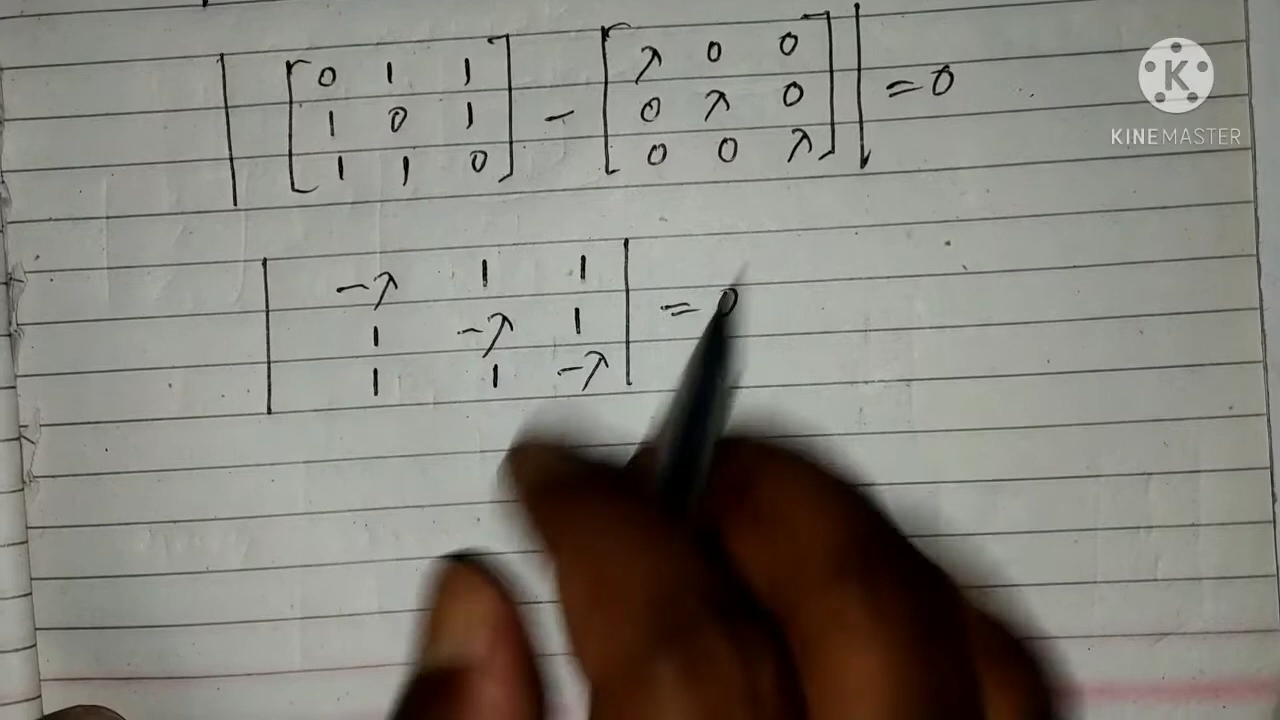 | [ 0 1 1 ] - [ λ 0 0 ] | = 0
| [ 1 0 1 ] [ 0 λ 0 ] |
| [ 1 1 0 ] [ 0 0 λ ] |
K
KINEMASTER
| -λ 1 1 | = 0
| 1 -λ 1 |
| 1 1 -λ |